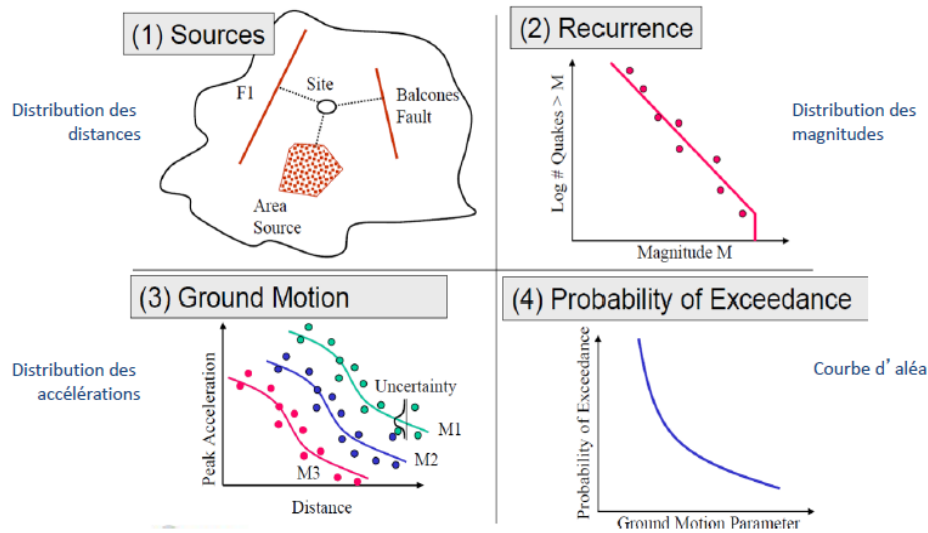 (1) Sources
Distribution des
distances
F1
Site
Balcones
Fault
Area
Source
(2) Recurrence
Log # Quakes > M
Magnitude M
Distribution des
magnitudes
(3) Ground Motion
Distribution des
accélérations
Peak Acceleration
Uncertainty
M1
M2
M3
Distance
(4) Probability of Exceedance
Probability of Exceedance
Ground Motion Parameter
Courbe d’aléa